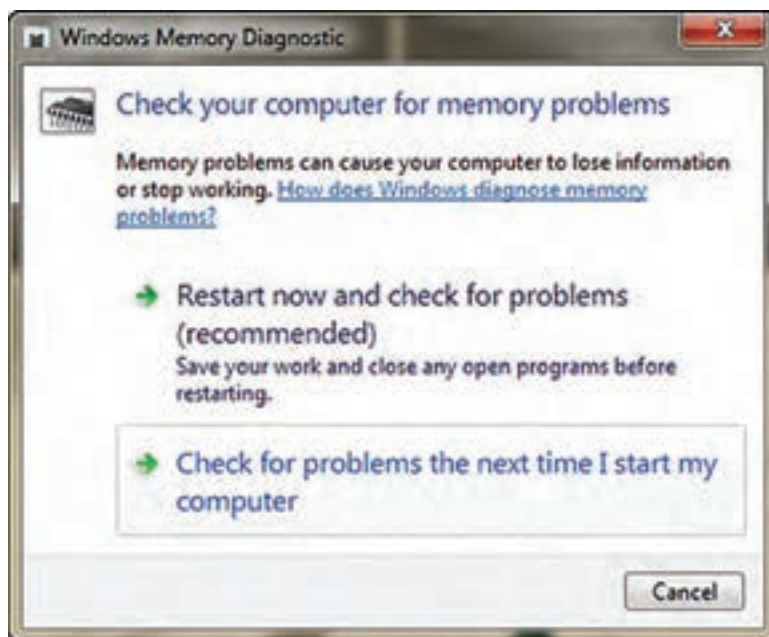 Windows Memory Diagnostic
Check your computer for memory problems
Memory problems can cause your computer to lose information
or stop working. How does Windows diagnose memory
problems?
Restart now and check for problems
(recommended)
Save your work and close any open programs before
restarting.
Check for problems the next time I start my
computer
Cancel